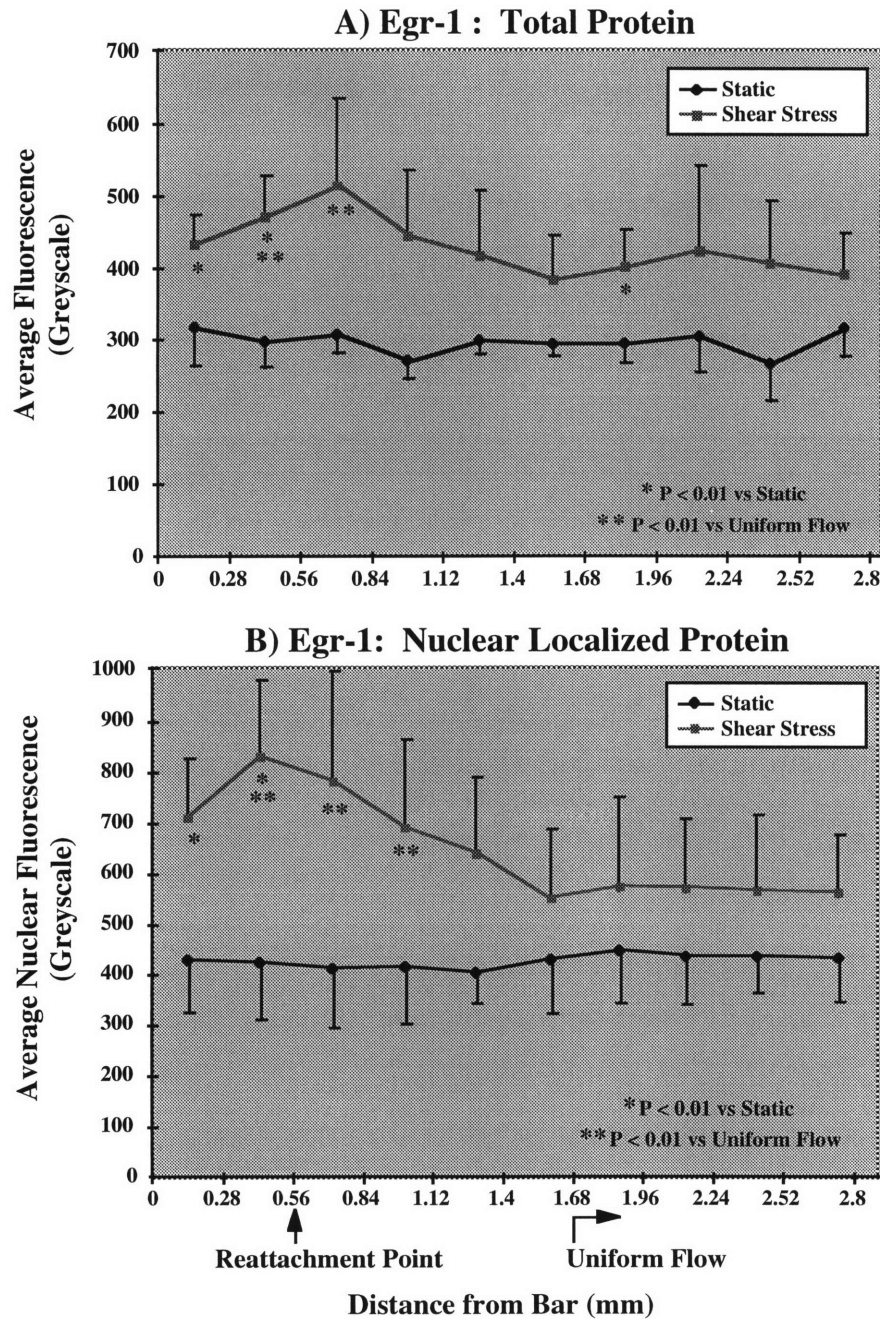 A) Egr-1 : Total Protein
700
600
500
400
300
200
100
0
Average Fluorescence
(Greyscale)
Static
Shear Stress
*
*
**
**
*
* P < 0.01 vs Static
** P < 0.01 vs Uniform Flow
0 0.28 0.56 0.84 1.12 1.4 1.68 1.96 2.24 2.52 2.8
B) Egr-1: Nuclear Localized Protein
1000
900
800
700
600
500
400
300
200
100
0
Average Nuclear Fluorescence
(Greyscale)
Static
Shear Stress
*
*
**
**
**
* P < 0.01 vs Static
** P < 0.01 vs Uniform Flow
0 0.28 0.56 0.84 1.12 1.4 1.68 1.96 2.24 2.52 2.8
Reattachment Point
Uniform Flow
Distance from Bar (mm)